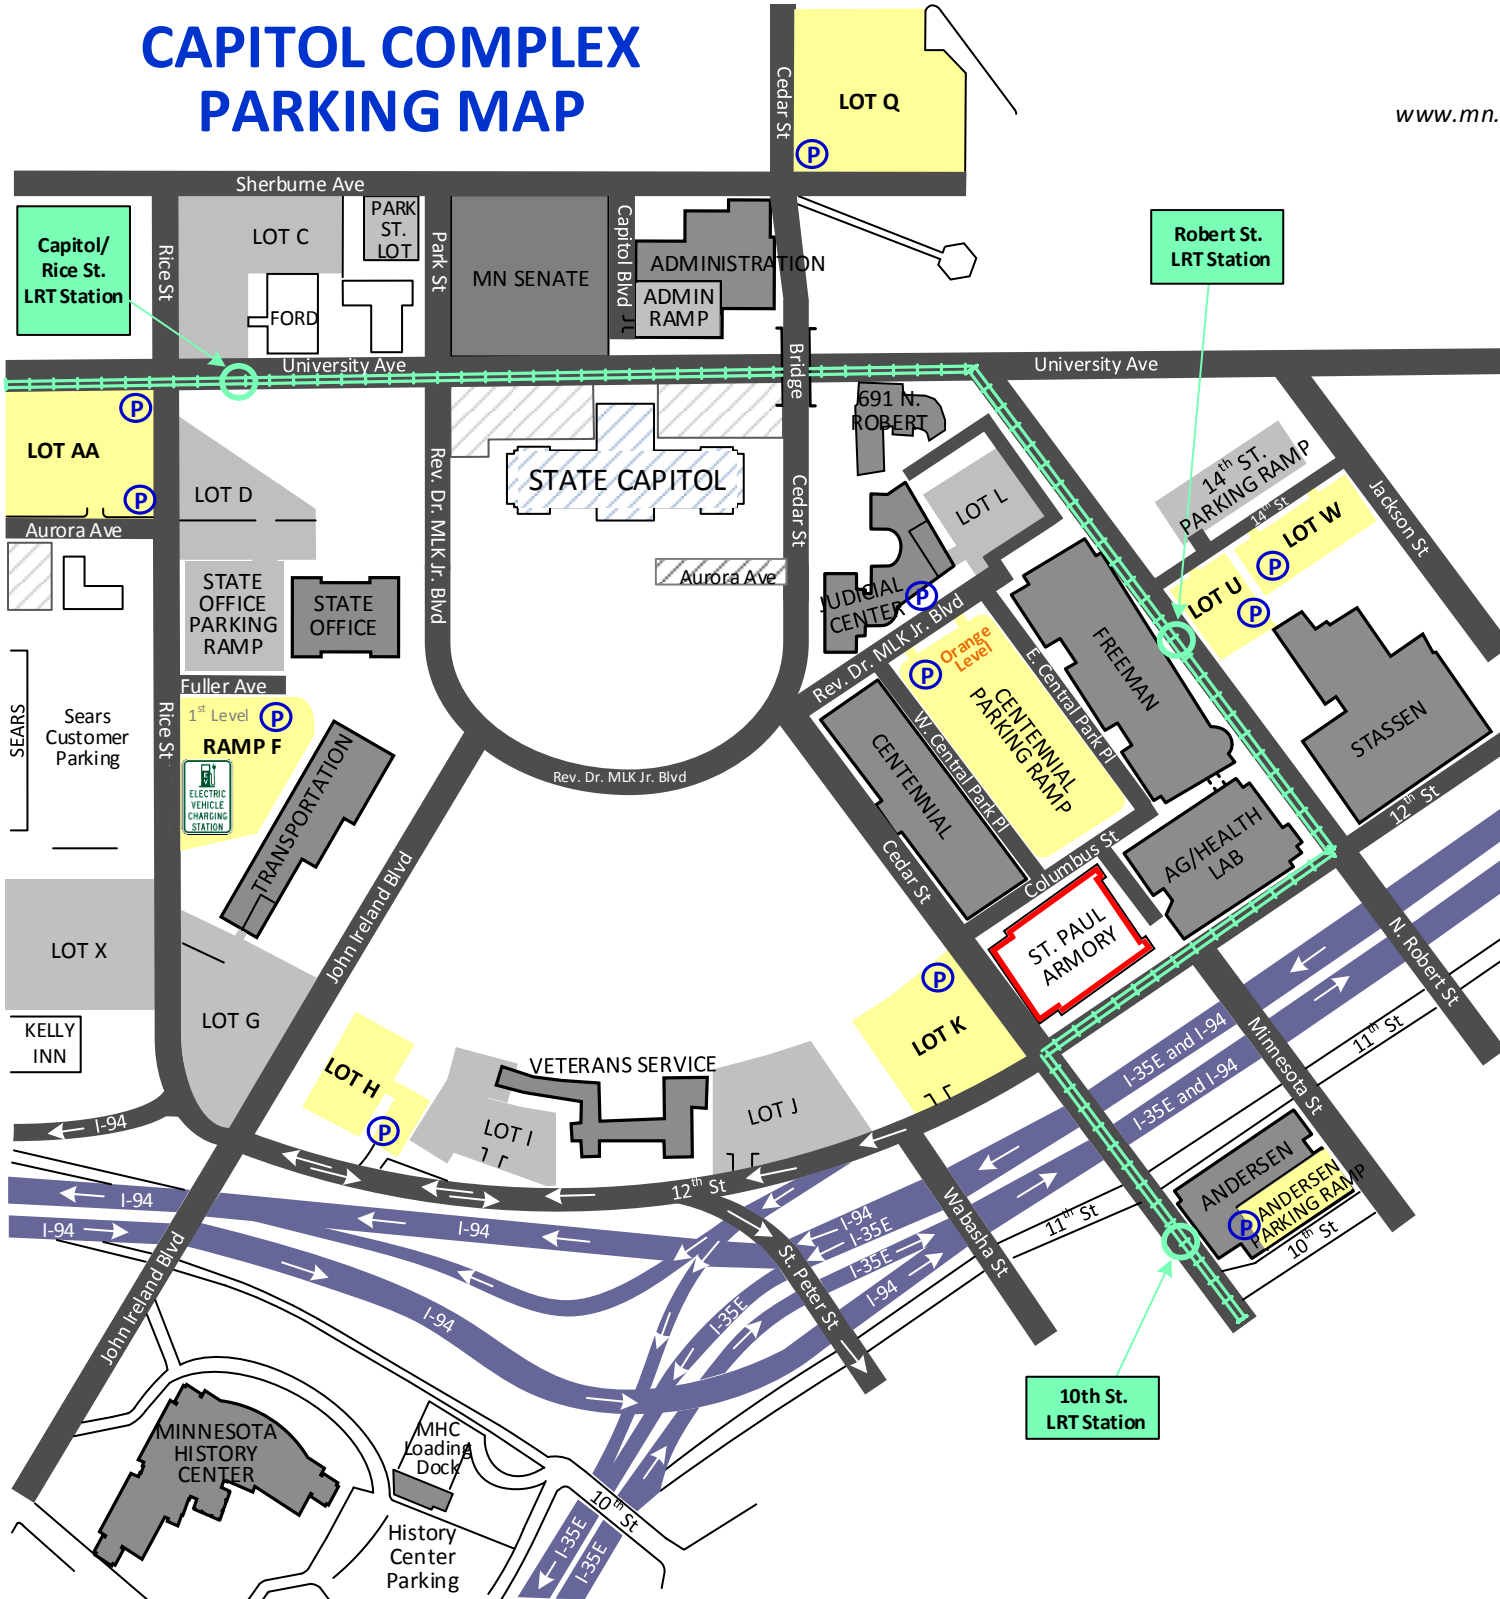 CAPITOL COMPLEX
PARKING MAP
www.mn.
Cedar St
LOT Q
P
Sherburne Ave
Capitol/
Rice St.
LRT Station
Rice St
LOT C
PARK
ST.
LOT
Park St
MN SENATE
Capitol Blvd
ADMINISTRATION
ADMIN
RAMP
FORD
Robert St.
LRT Station
University Ave
Bridge
University Ave
P
LOT AA
P
Aurora Ave
LOT D
Rev. Dr. MLK Jr. Blvd
STATE CAPITOL
Cedar St
Aurora Ave
691 N.
ROBERT
LOT L
14th ST.
PARKING RAMP
14th St
LOT W
P
Jackson St
LOT U
P
STATE
OFFICE
PARKING
RAMP
STATE
OFFICE
JUDICIAL
CENTER
P
Rev. Dr. MLK Jr. Blvd
Orange
Level
P
CENTENNIAL
PARKING RAMP
E. Central Park Pl
FREEMAN
STASSEN
Fuller Ave
1st Level
P
RAMP F
ELECTRIC
VEHICLE
CHARGING
STATION
Rice St
SEARS
Sears
Customer
Parking
TRANSPORTATION
Rev. Dr. MLK Jr. Blvd
CENTENNIAL
W. Central Park Pl
Columbus St
AG/HEALTH
LAB
12th St
Cedar St
John Ireland Blvd
LOT X
LOT G
KELLY
INN
ST. PAUL
ARMORY
P
LOT K
N. Robert St
11th St
Minnesota St
I-35E and I-94
I-35E and I-94
LOT H
P
VETERANS SERVICE
LOT I
LOT J
I-94
12th St
I-94
I-94
I-94
I-94
I-35E
I-35E
I-94
Wabasha St
11th St
ANDERSEN
ANDERSEN
PARKING RAMP
P
10th St
St. Peter St
John Ireland Blvd
I-94
I-35E
10th St.
LRT Station
MINNESOTA
HISTORY
CENTER
MHC
Loading
Dock
10th St
History
Center
Parking
I-35E
I-35E